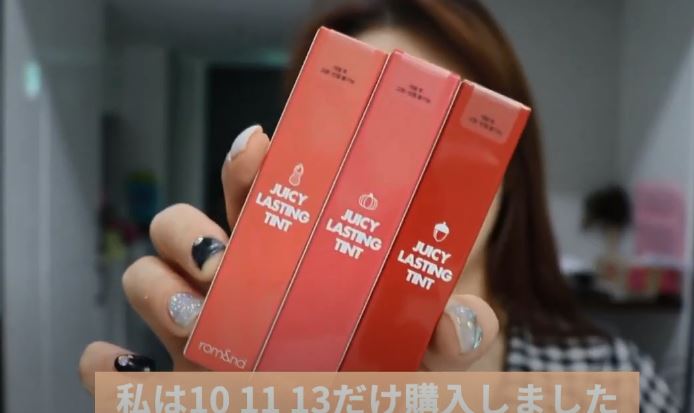 JUICY
LASTING
TINT
rom&nd
JUICY
LASTING
TINT
JUICY
LASTING
TINT
私は10 11 13だけ購入しました